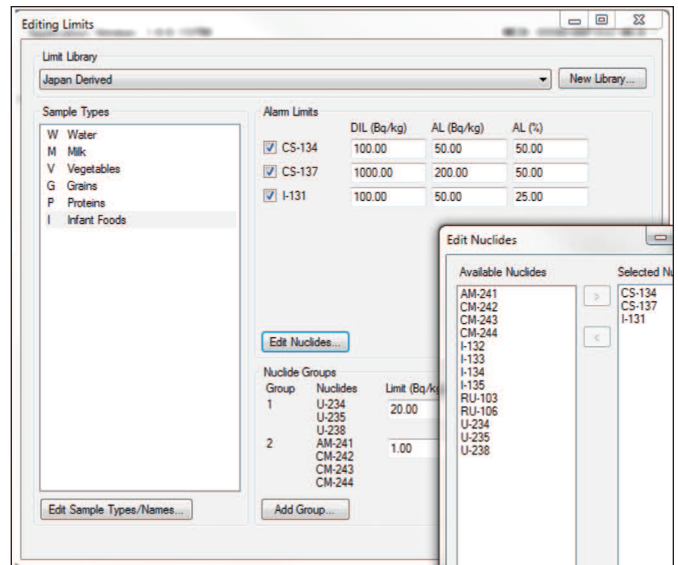 Editing Limits
Limit Library
Japan Derived
New Library...
Sample Types
W Water
M Milk
V Vegetables
G Grains
P Proteins
I Infant Foods
Edit Sample Types/Names...
Alarm Limits
DIL (Bq/kg) AL (Bq/kg) AL (%)
CS-134 100.00 50.00 50.00
CS-137 1000.00 200.00 50.00
I-131 100.00 50.00 25.00
Edit Nuclides...
Nuclide Groups
Group Nuclides Limit (Bq/kg
1 U-234 20.00
U-235
U-238
2 AM-241 1.00
CM-242
CM-243
CM-244
Add Group...
Edit Nuclides
Available Nuclides
AM-241
CM-242
CM-243
CM-244
I-132
I-133
I-134
I-135
RU-103
RU-106
U-234
U-235
U-238
>
<
Selected Nu
CS-134
CS-137
I-131